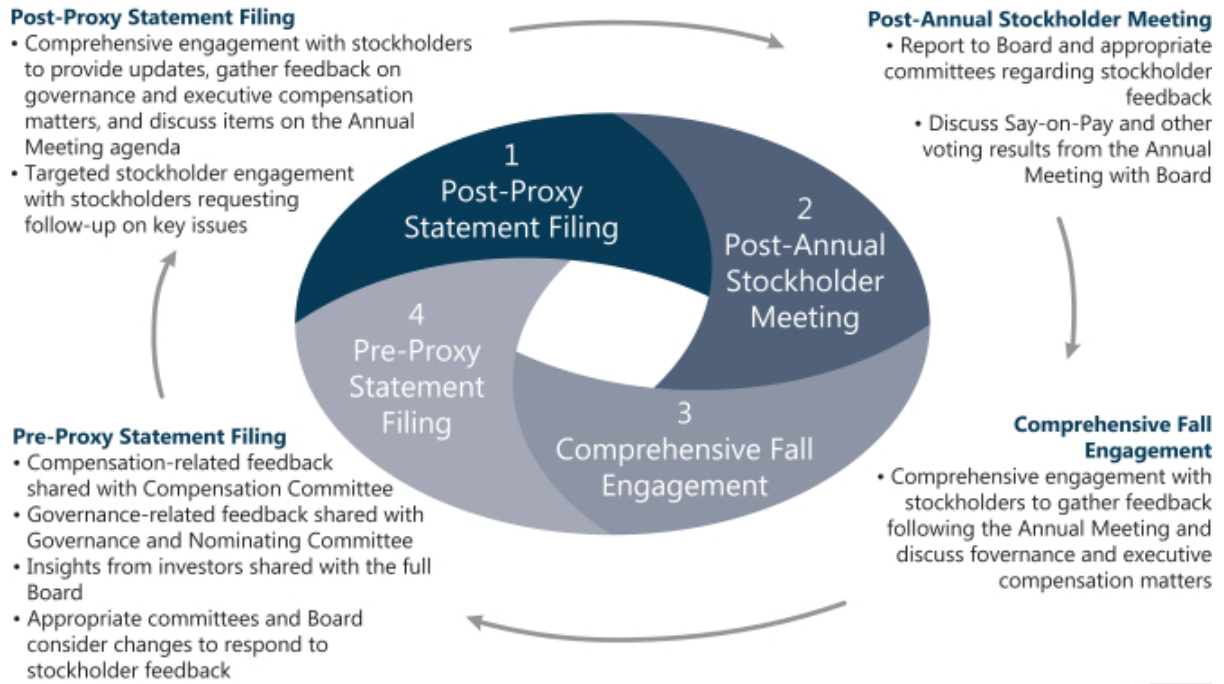 Post-Proxy Statement Filing
• Comprehensive engagement with stockholders
to provide updates, gather feedback on
governance and executive compensation
matters, and discuss items on the Annual
Meeting agenda
• Targeted stockholder engagement
with stockholders requesting
follow-up on key issues
Post-Annual Stockholder Meeting
• Report to Board and appropriate
committees regarding stockholder
feedback
• Discuss Say-on-Pay and other
voting results from the Annual
Meeting with Board
1
Post-Proxy
Statement Filing
2
Post-Annual
Stockholder
Meeting
3
Comprehensive Fall
Engagement
4
Pre-Proxy
Statement
Filing
Comprehensive Fall
Engagement
• Comprehensive engagement with
stockholders to gather feedback
following the Annual Meeting and
discuss fovernance and executive
compensation matters
Pre-Proxy Statement Filing
• Compensation-related feedback
shared with Compensation Committee
• Governance-related feedback shared with
Governance and Nominating Committee
• Insights from investors shared with the full
Board
• Appropriate committees and Board
consider changes to respond to
stockholder feedback